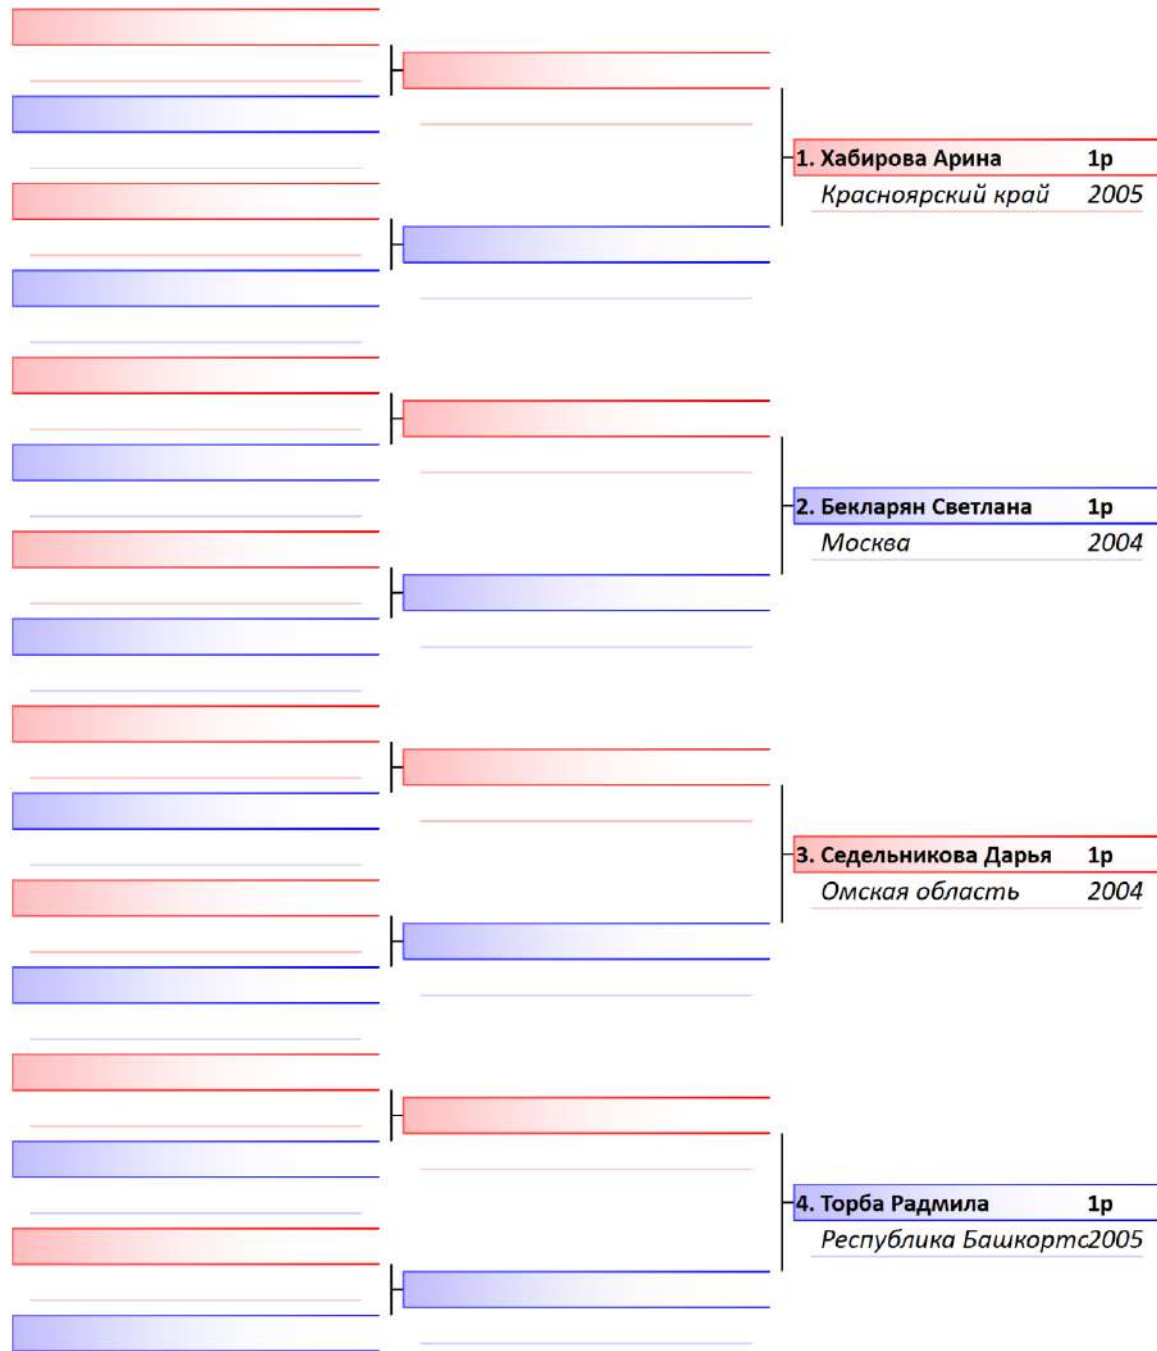 1. Хабирова Арина 1р
Красноярский край 2005
2. Бекларян Светлана 1р
Москва 2004
3. Седельникова Дарья 1р
Омская область 2004
4. Торба Радмила 1р
Республика Башкортс2005